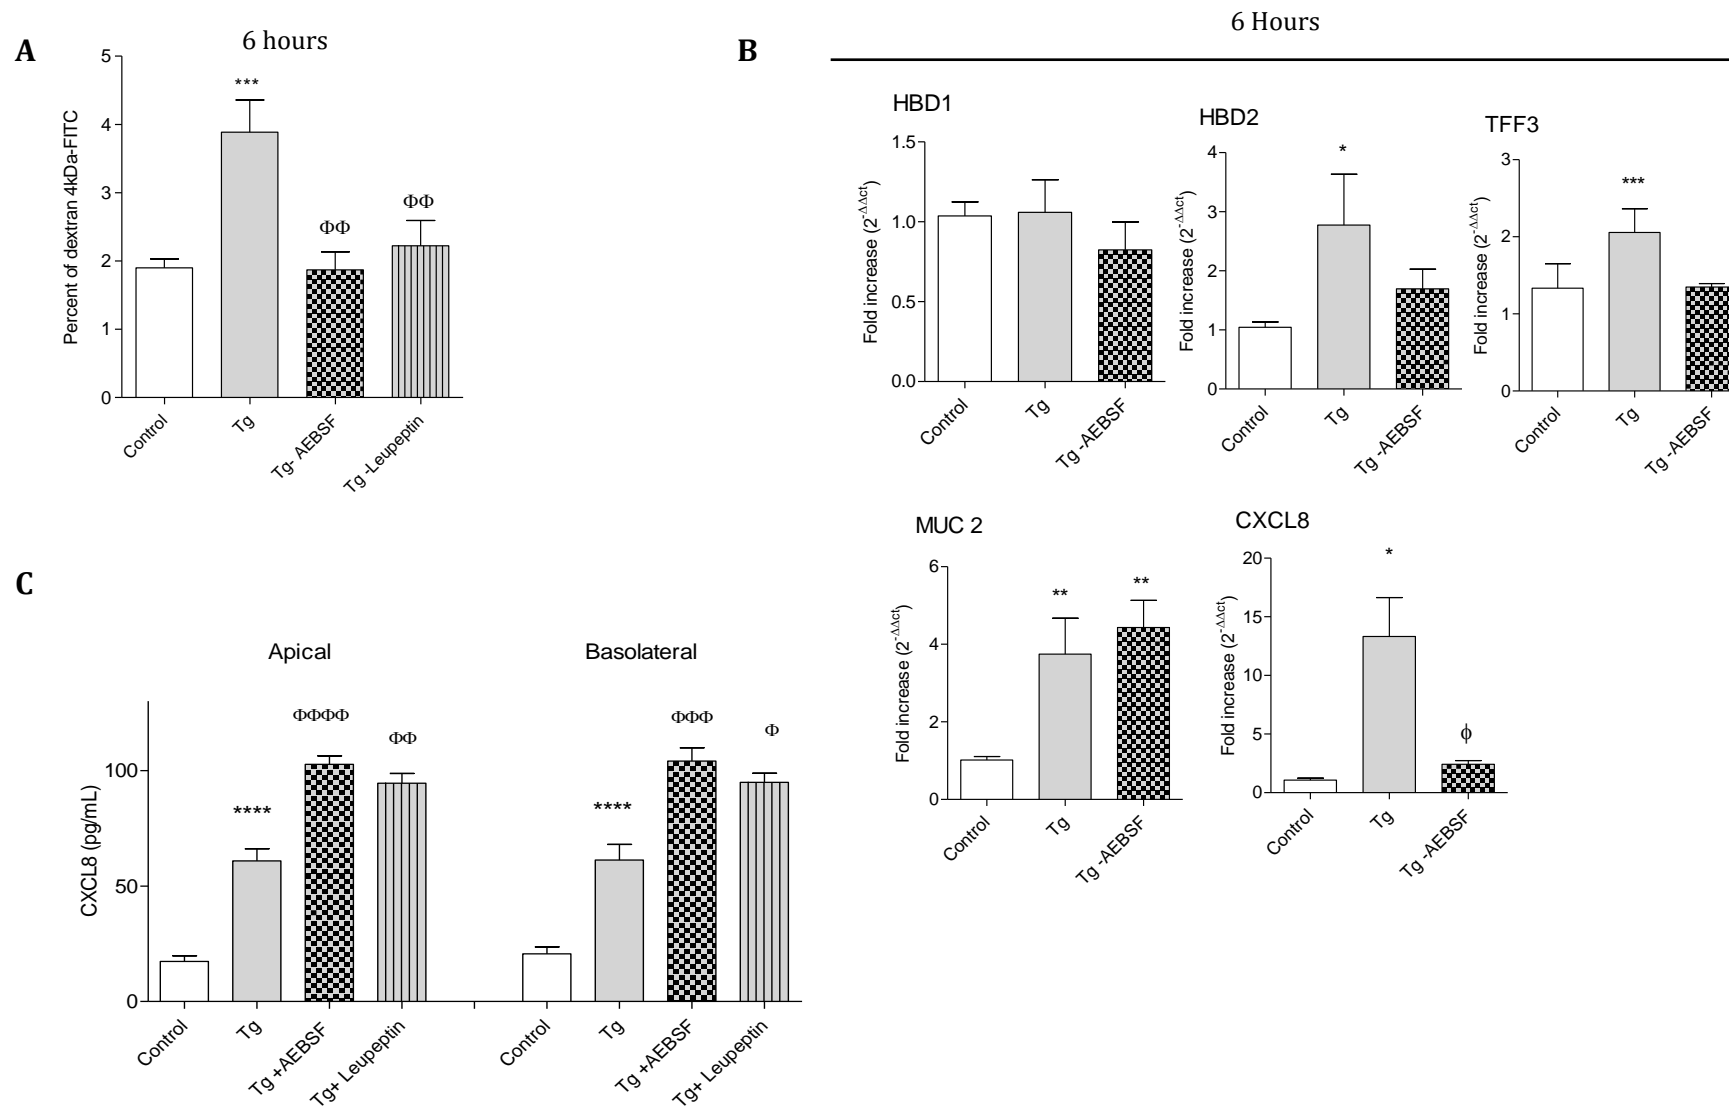 A
6 hours
***
ΦΦ
ΦΦ
5
4
3
2
1
0
Percent of dextran 4kDa-FITC
Control
Tg
Tg- AEBSF
Tg -Leupeptin
B
6 Hours
HBD1
1.5
1.0
0.5
0.0
Fold increase (2^-ΔΔct)
Control
Tg
Tg -AEBSF
HBD2
*
4
3
2
1
0
Fold increase (2^-ΔΔct)
Control
Tg
Tg -AEBSF
TFF3
***
3
2
1
0
Fold increase (2^-ΔΔct)
Control
Tg
Tg -AEBSF
MUC 2
**
**
6
4
2
0
Fold increase (2^-ΔΔct)
Control
Tg
Tg -AEBSF
CXCL8
*
ϕ
20
15
10
5
0
Fold increase (2^-ΔΔct)
Control
Tg
Tg -AEBSF
C
Apical
Basolateral
ΦΦΦΦ
ΦΦ
****
ΦΦΦ
Φ
****
100
50
0
CXCL8 (pg/mL)
Control
Tg
Tg +AEBSF
Tg+ Leupeptin
Control
Tg
Tg +AEBSF
Tg+ Leupeptin